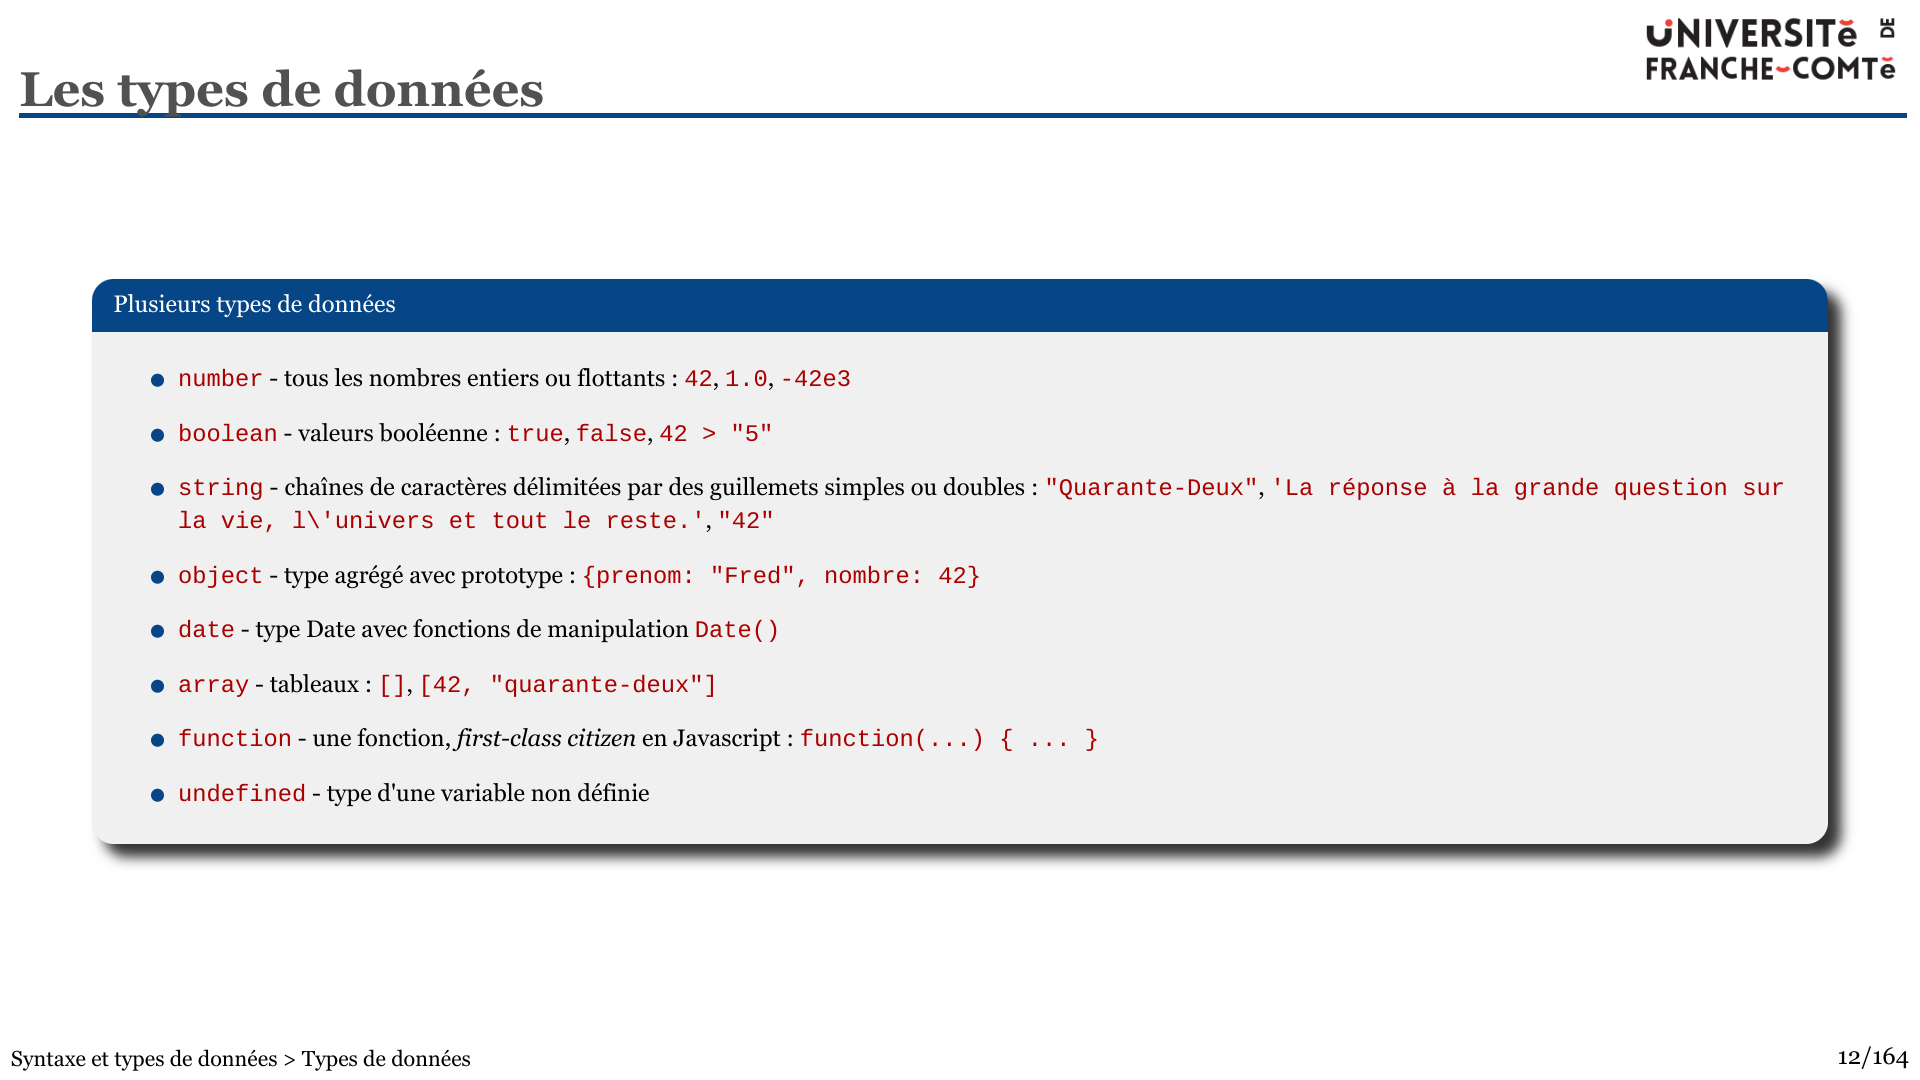 UNIVERSITÉ DE
FRANCHE-COMTÉ
Les types de données
Plusieurs types de données
number - tous les nombres entiers ou flottants : 42, 1.0, -42e3
boolean - valeurs booléenne : true, false, 42 > "5"
string - chaînes de caractères délimitées par des guillemets simples ou doubles : "Quarante-Deux", 'La réponse à la grande question sur
la vie, l\'univers et tout le reste.', "42"
object - type agrégé avec prototype : {prenom: "Fred", nombre: 42}
date - type Date avec fonctions de manipulation Date()
array - tableaux : [], [42, "quarante-deux"]
function - une fonction, first-class citizen en Javascript : function(...) { ... }
undefined - type d'une variable non définie
Syntaxe et types de données > Types de données
12/164